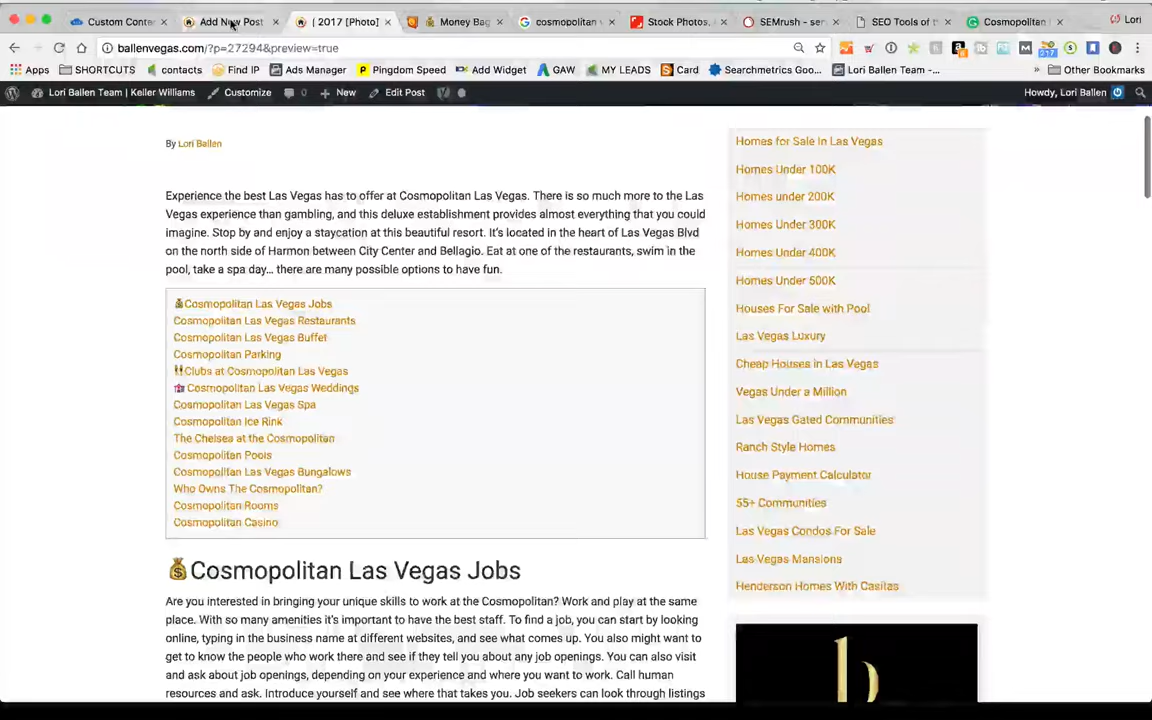 Custom Conter
Add New Post
( 2017 [Photo]
Money Bag
cosmopolitan v
Stock Photos,
SEMrush - ser
SEO Tools of t
Cosmopolitan
Lori
ballenvegas.com/?p=27294&preview=true
217
Apps
SHORTCUTS
contacts
Find IP
Ads Manager
Pingdom Speed
Add Widget
GAW
MY LEADS
Card
Searchmetrics Goo...
Lori Ballen Team -...
»
Other Bookmarks
Lori Ballen Team | Keller Williams
Customize
0
New
Edit Post
Howdy, Lori Ballen
By Lori Ballen
Experience the best Las Vegas has to offer at Cosmopolitan Las Vegas. There is so much more to the Las
Vegas experience than gambling, and this deluxe establishment provides almost everything that you could
imagine. Stop by and enjoy a staycation at this beautiful resort. It's located in the heart of Las Vegas Blvd
on the north side of Harmon between City Center and Bellagio. Eat at one of the restaurants, swim in the
pool, take a spa day... there are many possible options to have fun.
Cosmopolitan Las Vegas Jobs
Cosmopolitan Las Vegas Restaurants
Cosmopolitan Las Vegas Buffet
Cosmopolitan Parking
Clubs at Cosmopolitan Las Vegas
Cosmopolitan Las Vegas Weddings
Cosmopolitan Las Vegas Spa
Cosmopolitan Ice Rink
The Chelsea at the Cosmopolitan
Cosmopolitan Pools
Cosmopolitan Las Vegas Bungalows
Who Owns The Cosmopolitan?
Cosmopolitan Rooms
Cosmopolitan Casino
Cosmopolitan Las Vegas Jobs
Are you interested in bringing your unique skills to work at the Cosmopolitan? Work and play at the same
place. With so many amenities it's important to have the best staff. To find a job, you can start by looking
online, typing in the business name at different websites, and see what comes up. You also might want to
get to know the people who work there and see if they tell you about any job openings. You can also visit
and ask about job openings, depending on your experience and where you want to work. Call human
resources and ask. Introduce yourself and see where that takes you. Job seekers can look through listings
Homes for Sale In Las Vegas
Homes Under 100K
Homes under 200K
Homes Under 300K
Homes Under 400K
Homes Under 500K
Houses For Sale with Pool
Las Vegas Luxury
Cheap Houses in Las Vegas
Vegas Under a Million
Las Vegas Gated Communities
Ranch Style Homes
House Payment Calculator
55+ Communities
Las Vegas Condos For Sale
Las Vegas Mansions
Henderson Homes With Casitas
b